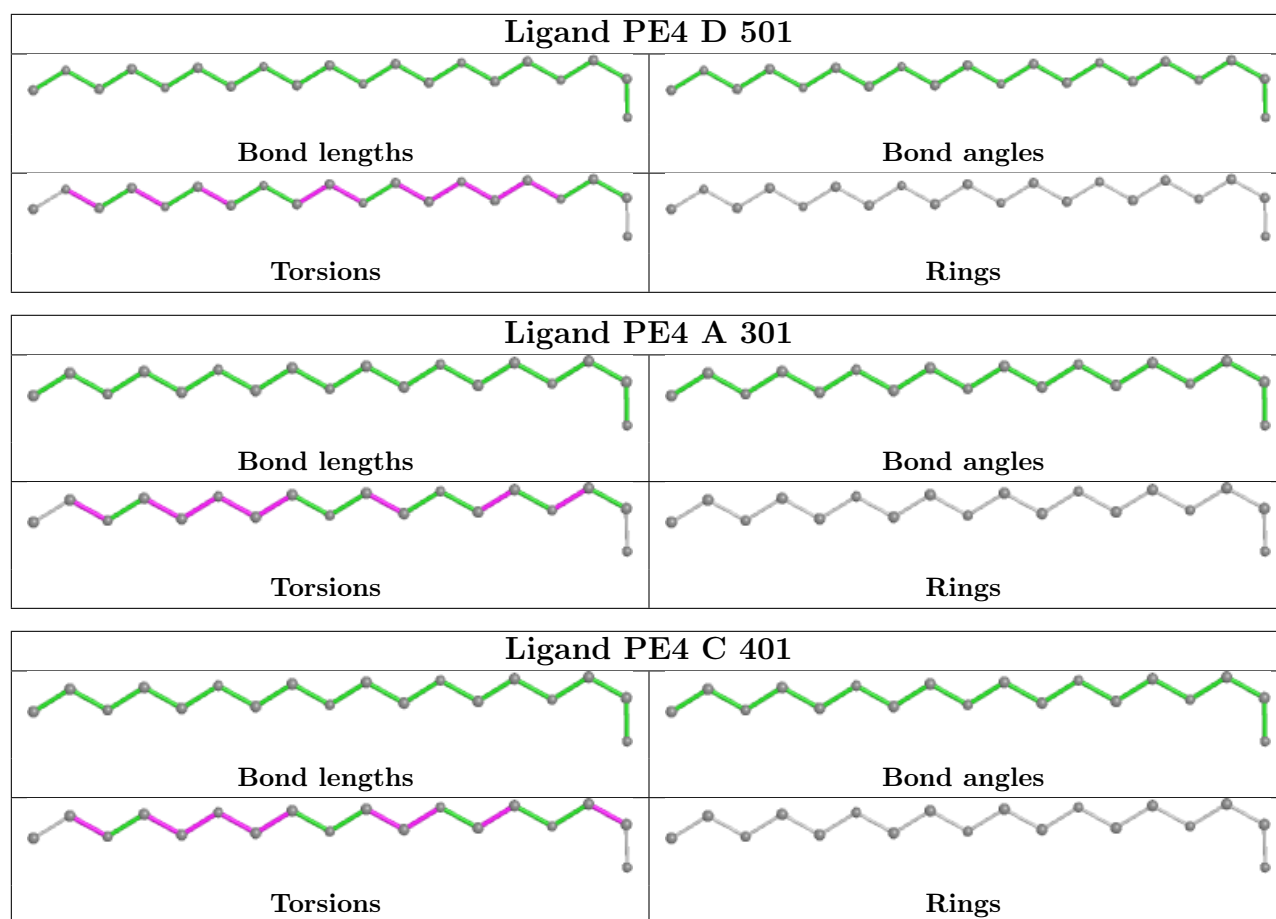 Ligand PE4 D 501
Bond lengths Bond angles
Torsions Rings
Ligand PE4 A 301
Bond lengths Bond angles
Torsions Rings
Ligand PE4 C 401
Bond lengths Bond angles
Torsions Rings